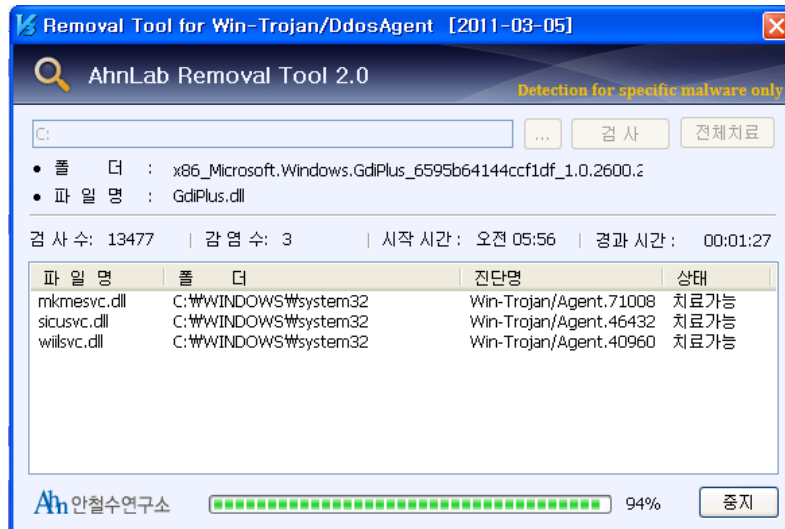 Removal Tool for Win-Trojan/DdosAgent [2011-03-05]
AhnLab Removal Tool 2.0
Detection for specific malware only
C: ... 검 사 전체치료
• 폴 더 : x86_Microsoft.Windows.GdiPlus_6595b64144ccf1df_1.0.2600.2
• 파 일 명 : GdiPlus.dll
검 사 수: 13477 | 감 염 수: 3 | 시작 시간 : 오전 05:56 | 경과 시간 : 00:01:27
파 일 명 폴 더 진단명 상태
mkmesvc.dll C:₩WINDOWS₩system32 Win-Trojan/Agent.71008 치료가능
sicusvc.dll C:₩WINDOWS₩system32 Win-Trojan/Agent.46432 치료가능
wiilsvc.dll C:₩WINDOWS₩system32 Win-Trojan/Agent.40960 치료가능
Ahn 안철수연구소 94% 중지